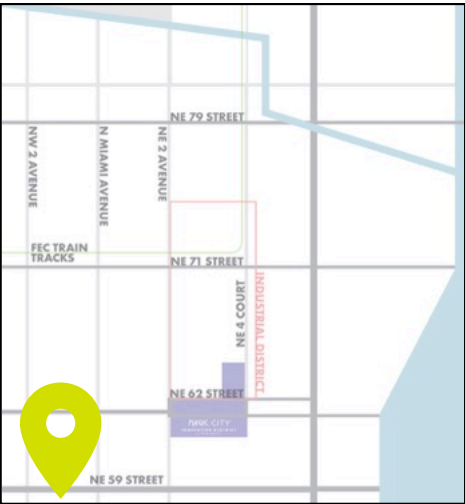 NE 79 STREET
NW 2 AVENUE
N MIAMI AVENUE
NE 2 AVENUE
FEC TRAIN
TRACKS
NE 71 STREET
NE 4 COURT
INDUSTRIAL DISTRICT
NE 62 STREET
CITY
NE 59 STREET